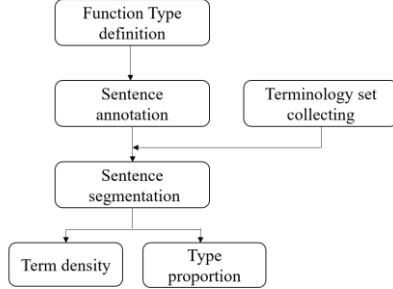 Function Type
definition
Sentence
annotation
Terminology set
collecting
Sentence
segmentation
Term density
Type
proportion